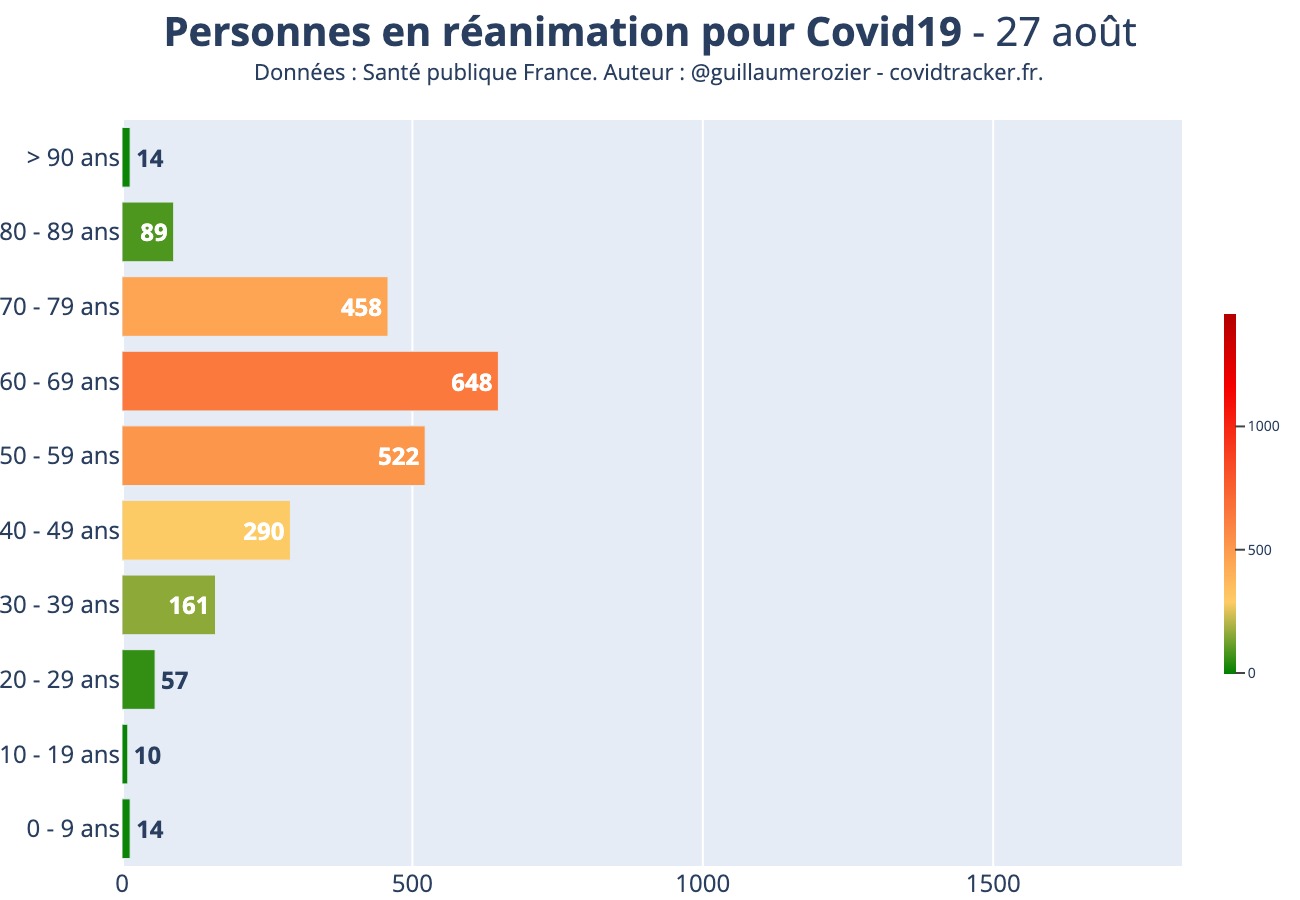 Personnes en réanimation pour Covid19 - 27 août
Données : Santé publique France. Auteur : @guillaumerozier - covidtracker.fr.
> 90 ans 14
80 - 89 ans 89
70 - 79 ans 458
60 - 69 ans 648
50 - 59 ans 522
40 - 49 ans 290
30 - 39 ans 161
20 - 29 ans 57
10 - 19 ans 10
0 - 9 ans 14
0 500 1000 1500
1000
500
0